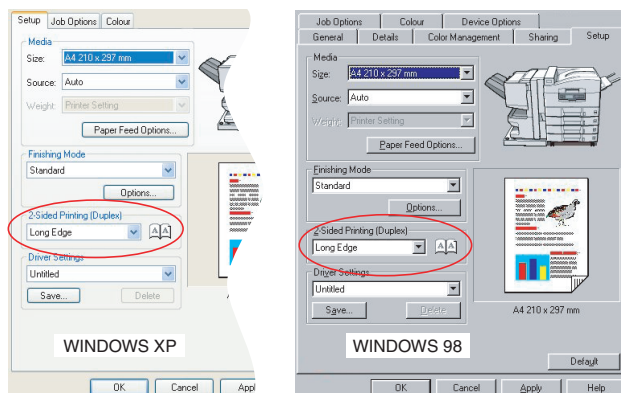 Setup Job Options Colour
Media
Size: A4 210 x 297 mm
Source: Auto
Weight: Printer Setting
Paper Feed Options...
Finishing Mode
Standard
Options...
2-Sided Printing (Duplex)
Long Edge
A A
Driver Settings
Untitled
Save... Delete
WINDOWS XP
OK Cancel Appl
Job Options Colour Device Options
General Details Color Management Sharing Setup
Media
Size: A4 210 x 297 mm
Source: Auto
Weight: Printer Setting
Paper Feed Options...
Finishing Mode
Standard
Options...
2-Sided Printing (Duplex)
Long Edge
A A
Driver Settings
Untitled
Save... Delete
A4 210 x 297 mm
WINDOWS 98
Default
OK Cancel Apply Help